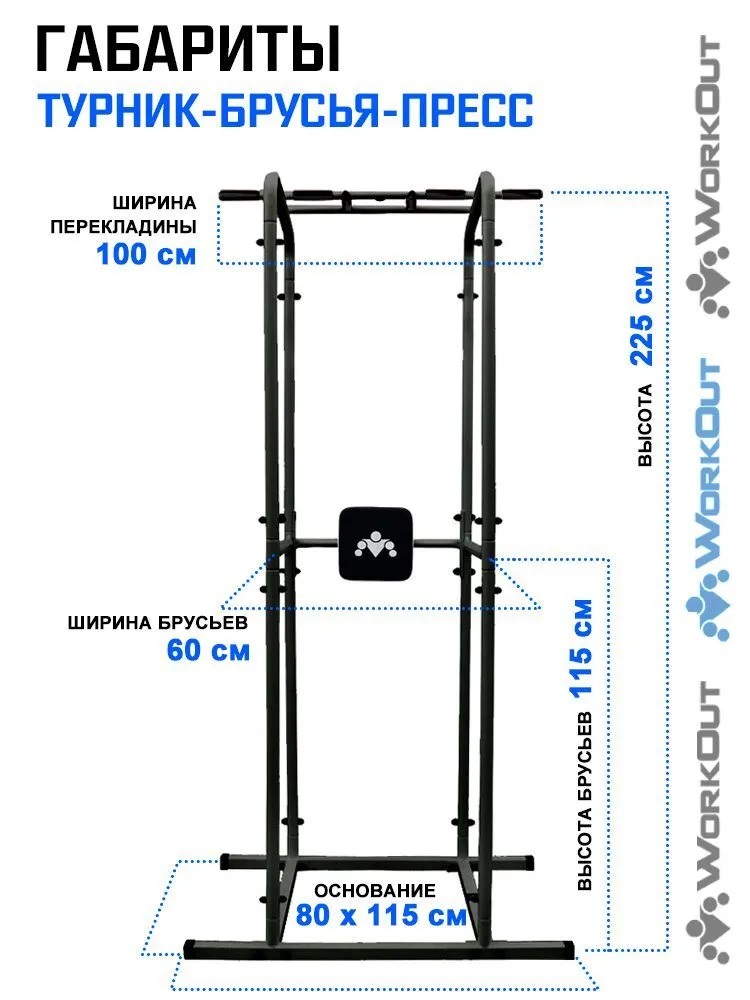 ГАБАРИТЫ
ТУРНИК-БРУСЬЯ-ПРЕСС
ШИРИНА
ПЕРЕКЛАДИНЫ
100 см
ВЫСОТА 225 см
ШИРИНА БРУСЬЕВ
60 см
ВЫСОТА БРУСЬЕВ 115 см
ОСНОВАНИЕ
80 х 115 см
WORKOUT
WORKOUT
WORKOUT